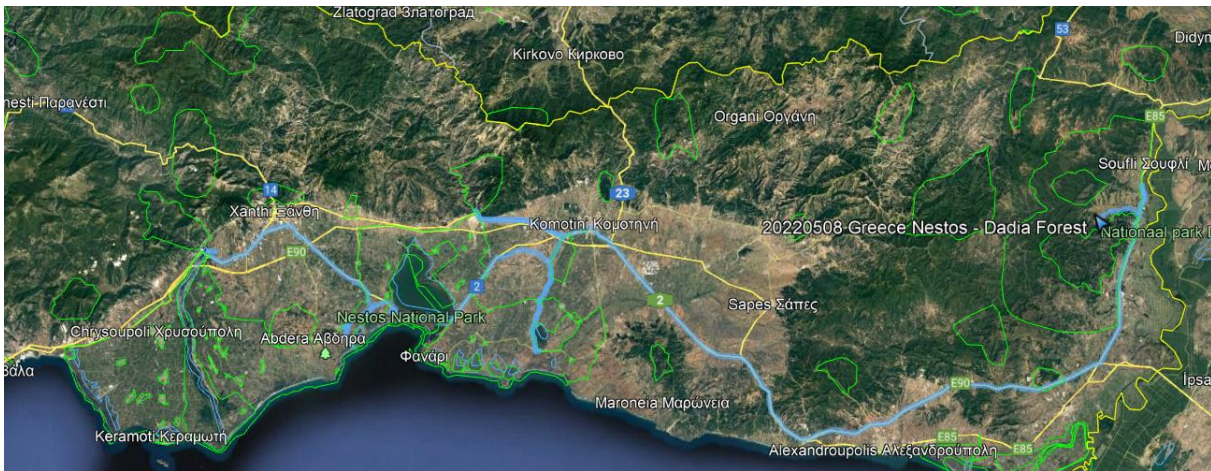 Zlatograd Златоград
Kirkovo Кирково
53
Didym
nesti Παρανέστι
Organi Οργάνη
E85
Soufli Σουφλί
14
23
Xanthi Ξάνθη
Komotini Κομοτηνή
20220508 Greece Nestos - Dadia Forest
Nationaal park D
E90
2
2
Sapes Σάπες
Nestos National Park
Chrysoupoli Χρυσούπολη
Abdera Αβδηρα
Φανάρι
βάλα
E90
İpsa
Maroneia Μαρώνεια
Keramoti Κεραμωτή
E85
Alexandroupolis Αλεξανδρούπολη
E85